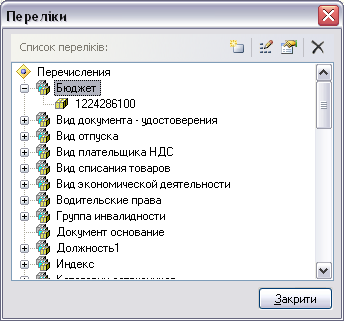 Переліки
Список переліків:
Перечисления
Бюджет
1224286100
Вид документа - удостоверения
Вид отпуска
Вид плательщика НДС
Вид списания товаров
Вид экономической деятельности
Водительские права
Группа инвалидности
Документ основание
Должность1
Индекс
Закрити